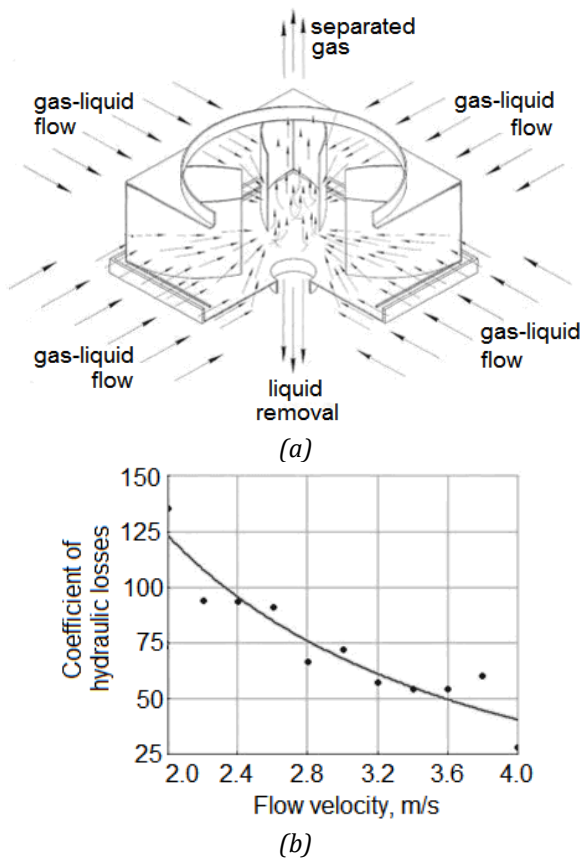 separated
gas
gas-liquid
flow
gas-liquid
flow
gas-liquid
flow
gas-liquid
flow
liquid
removal
(a)
150
125
100
75
50
25
Coefficient of
hydraulic losses
2.0 2.4 2.8 3.2 3.6 4.0
Flow velocity, m/s
(b)